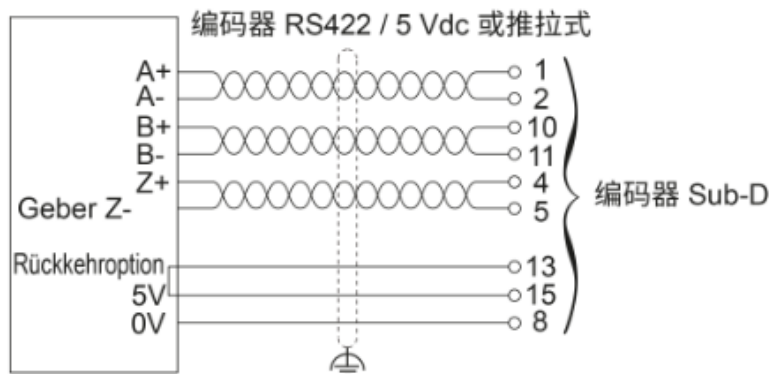 编码器 RS422 / 5 Vdc 或推拉式
A+ 1
A- 2
B+ 10
B- 11
Z+ 4
Geber Z- 5
编码器 Sub-D
Rückkehroption 13
5V 15
0V 8